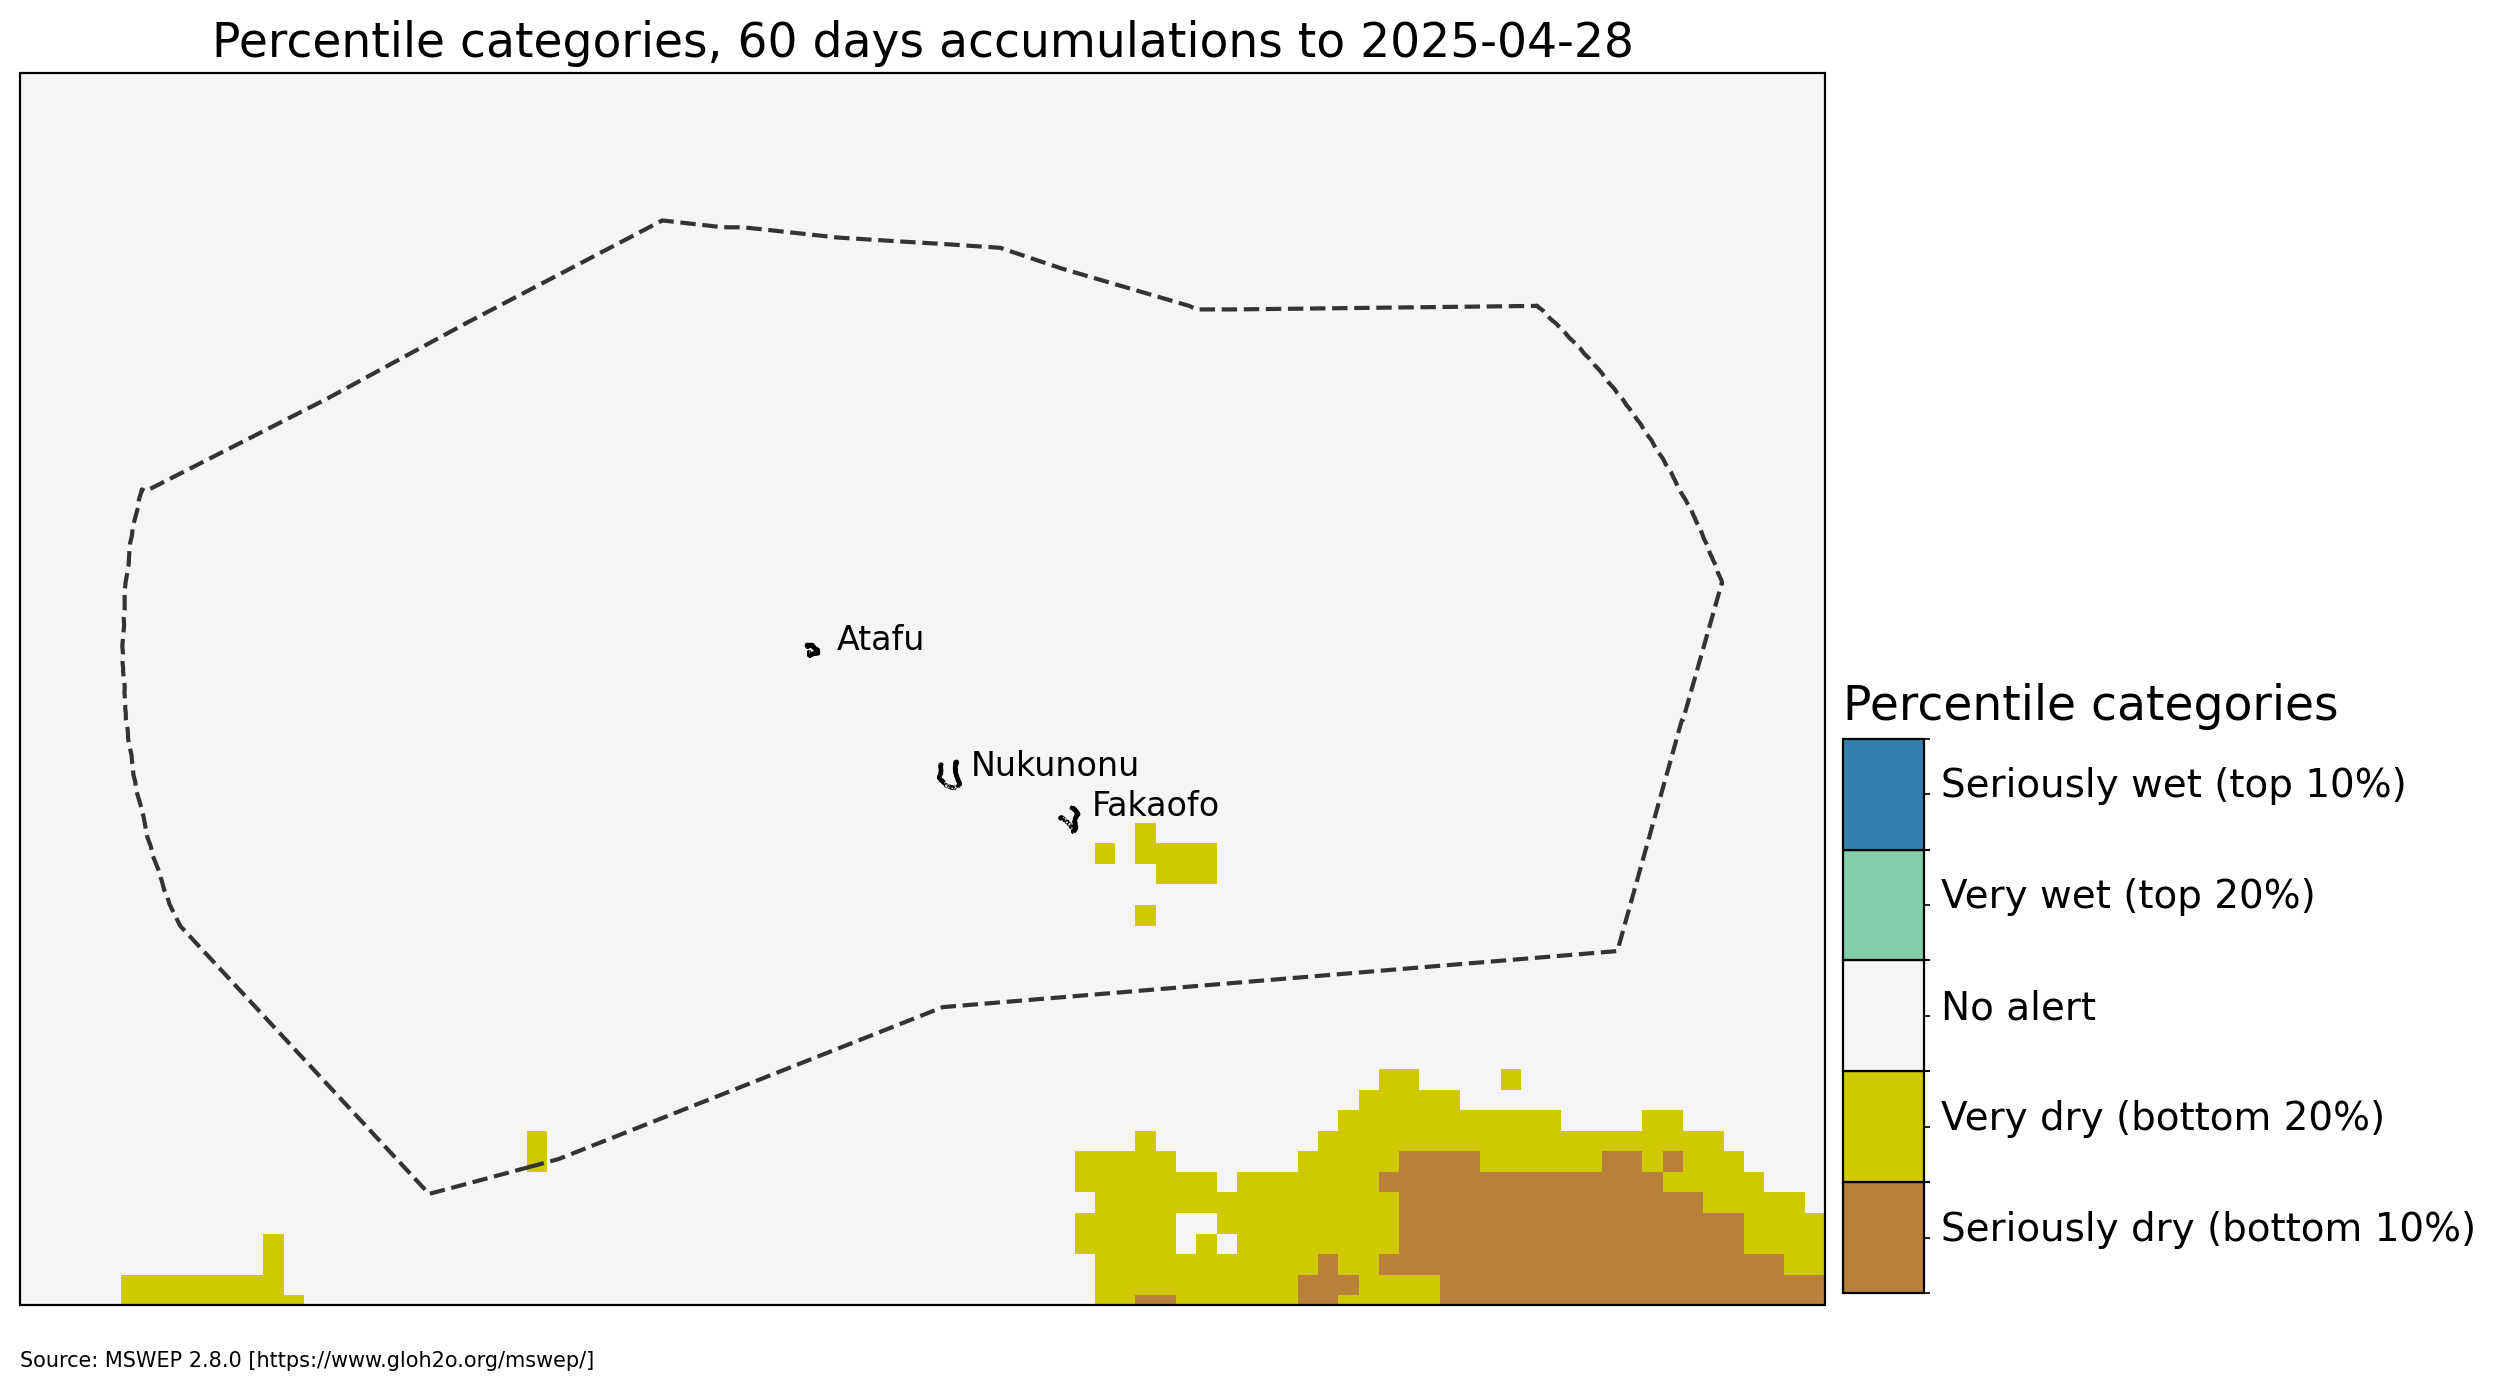 Percentile categories, 60 days accumulations to 2025-04-28
Atafu
Nukunonu
Fakaofo
Percentile categories
Seriously wet (top 10%)
Very wet (top 20%)
No alert
Very dry (bottom 20%)
Seriously dry (bottom 10%)
Source: MSWEP 2.8.0 [https://www.gloh2o.org/mswep/]